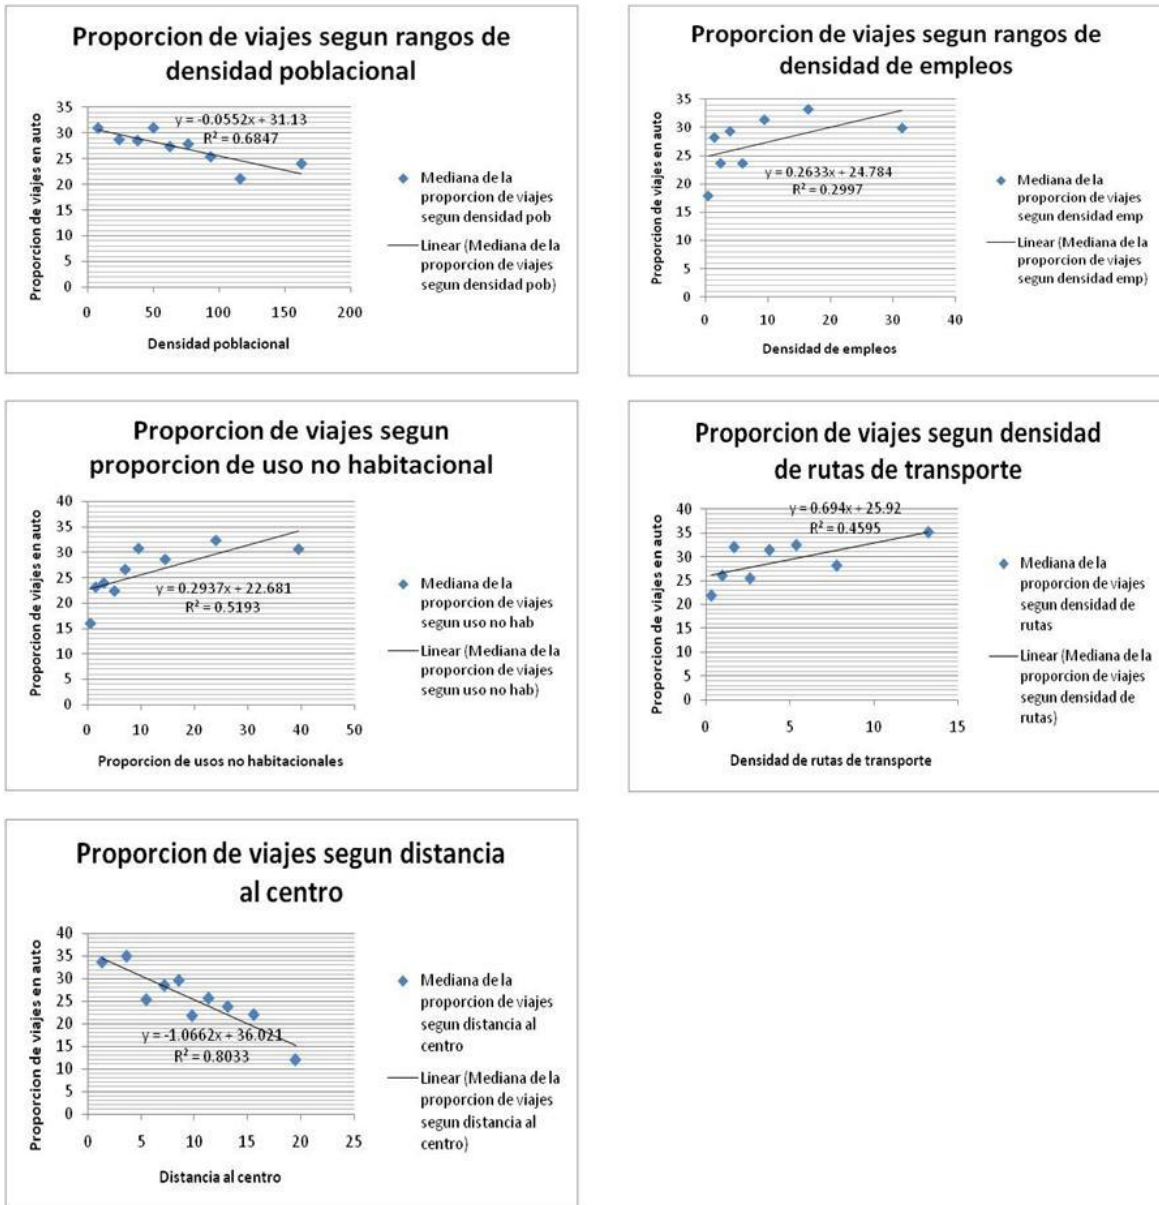 Proporcion de viajes segun rangos de
densidad poblacional
Proporcion de viajes en auto
35
30
25
20
15
10
5
0
y = -0.0552x + 31.13
R² = 0.6847
0 50 100 150 200
Densidad poblacional
Mediana de la
proporcion de viajes
segun densidad pob
Linear (Mediana de la
proporcion de viajes
segun densidad pob)
Proporcion de viajes segun rangos de
densidad de empleos
Proporcion de viajes en auto
35
30
25
20
15
10
5
0
y = 0.2633x + 24.784
R² = 0.2997
0 10 20 30 40
Densidad de empleos
Mediana de la
proporcion de viajes
segun densidad emp
Linear (Mediana de la
proporcion de viajes
segun densidad emp)
Proporcion de viajes segun
proporcion de uso no habitacional
Proporcion de viajes en auto
40
35
30
25
20
15
10
5
0
y = 0.2937x + 22.681
R² = 0.5193
0 10 20 30 40 50
Proporcion de usos no habitacionales
Mediana de la
proporcion de viajes
segun uso no hab
Linear (Mediana de la
proporcion de viajes
segun uso no hab)
Proporcion de viajes segun densidad
de rutas de transporte
Proporcion de viajes en auto
40
35
30
25
20
15
10
5
0
y = 0.694x + 25.92
R² = 0.4595
0 5 10 15
Densidad de rutas de transporte
Mediana de la
proporcion de viajes
segun densidad de
rutas
Linear (Mediana de la
proporcion de viajes
segun densidad de
rutas)
Proporcion de viajes segun distancia
al centro
Proporcion de viajes en auto
40
35
30
25
20
15
10
5
0
y = -1.0662x + 36.021
R² = 0.8033
0 5 10 15 20 25
Distancia al centro
Mediana de la
proporcion de viajes
segun distancia al
centro
Linear (Mediana de la
proporcion de viajes
segun distancia al
centro)